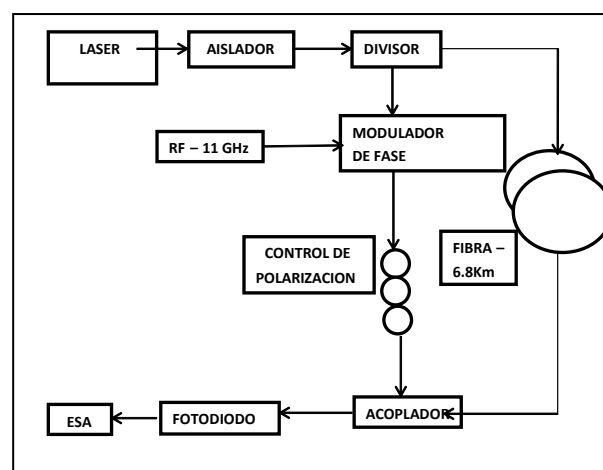 LASER
AISLADOR
DIVISOR
MODULADOR
DE FASE
RF – 11 GHz
CONTROL DE
POLARIZACION
FIBRA –
6.8Km
ACOPLADOR
FOTODIODO
ESA